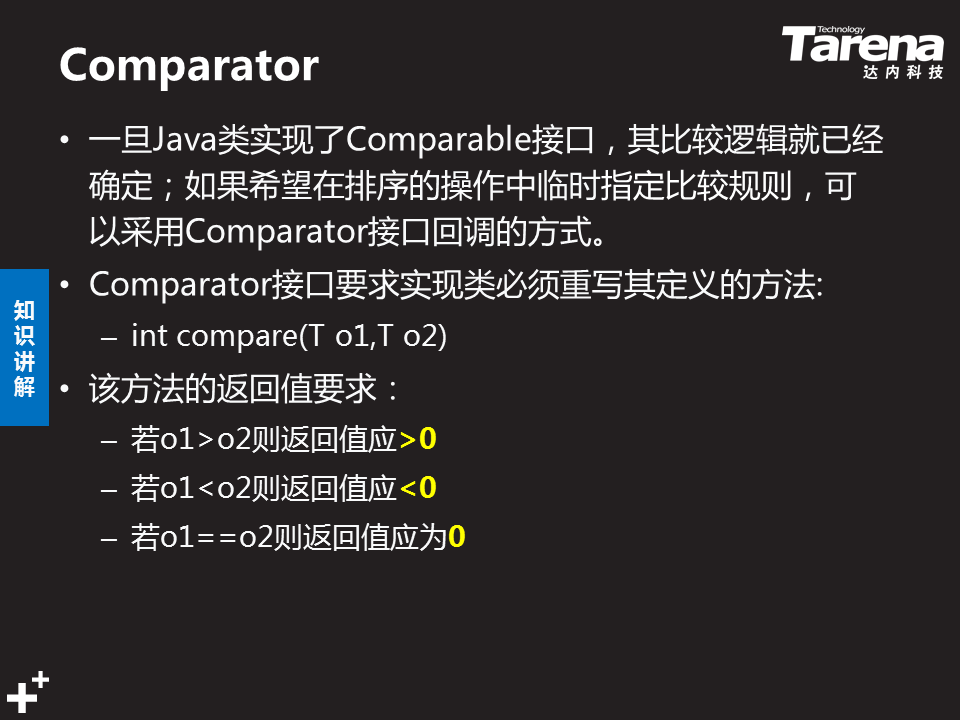 Comparator
Technology
Tarena
达内科技
• 一旦Java类实现了Comparable接口，其比较逻辑就已经
确定；如果希望在排序的操作中临时指定比较规则，可
以采用Comparator接口回调的方式。
• Comparator接口要求实现类必须重写其定义的方法:
– int compare(T o1,T o2)
• 该方法的返回值要求：
– 若o1>o2则返回值应>0
– 若o1<o2则返回值应<0
– 若o1==o2则返回值应为0
知
识
讲
解